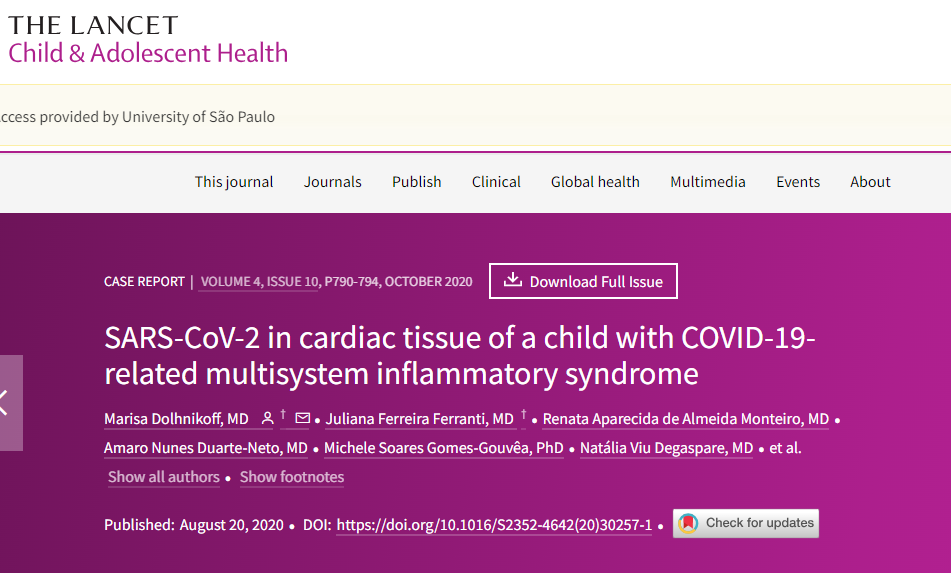 THE LANCET
Child & Adolescent Health
ccess provided by University of São Paulo
This journal Journals Publish Clinical Global health Multimedia Events About
CASE REPORT | VOLUME 4, ISSUE 10, P790-794, OCTOBER 2020 Download Full Issue
SARS-CoV-2 in cardiac tissue of a child with COVID-19-
related multisystem inflammatory syndrome
Marisa Dolhnikoff, MD † • Juliana Ferreira Ferranti, MD † • Renata Aparecida de Almeida Monteiro, MD •
Amaro Nunes Duarte-Neto, MD • Michele Soares Gomes-Gouvêa, PhD • Natália Viu Degaspare, MD • et al.
Show all authors • Show footnotes
Published: August 20, 2020 • DOI: https://doi.org/10.1016/S2352-4642(20)30257-1 • Check for updates